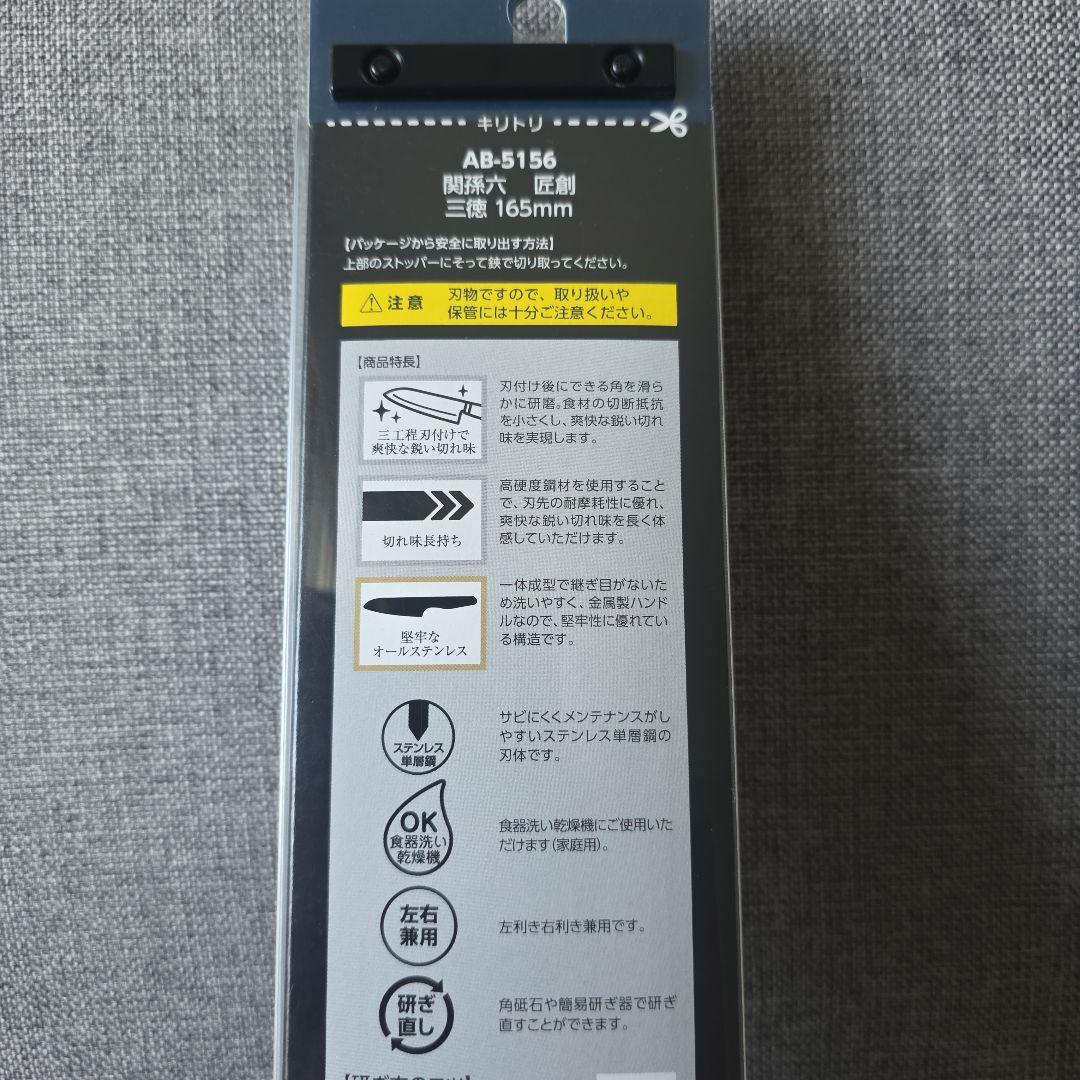 キリトリ
AB-5156
関孫六　匠創
三徳 165mm
【パッケージから安全に取り出す方法】
上部のストッパーにそって鋏で切り取ってください。
注意
刃物ですので、取り扱いや
保管には十分ご注意ください。
【商品特長】
三工程刃付けで
爽快な鋭い切れ味
刃付け後にできる角を滑ら
かに研磨。食材の切断抵抗
を小さくし、爽快な鋭い切れ
味を実現します。
切れ味長持ち
高硬度鋼材を使用すること
で、刃先の耐摩耗性に優れ、
爽快な鋭い切れ味を長く体
感していただけます。
堅牢な
オールステンレス
一体成型で継ぎ目がないた
め洗いやすく、金属製ハンド
ルなので、堅牢性に優れてい
る構造です。
ステンレス
単層鋼
サビにくくメンテナンスがし
やすいステンレス単層鋼の
刃体です。
OK
食器洗い
乾燥機
食器洗い乾燥機にご使用いた
だけます(家庭用)。
左右
兼用
左利き右利き兼用です。
研ぎ
直し
角砥石や簡易研ぎ器で研ぎ
直すことができます。